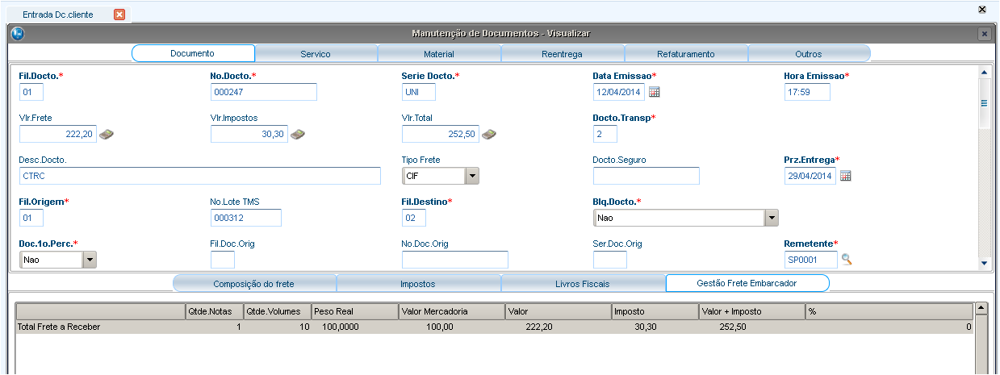 Entrada Dc.cliente
Manutenção de Documentos - Visualizar
Documento Servico Material Reentrega Refaturamento Outros
Fil.Docto.* No.Docto.* Serie Docto.* Data Emissao* Hora Emissao*
01 000247 UNI 12/04/2014 17:59
Vlr.Frete Vlr.Impostos Vlr.Total Docto.Transp*
222,20 30,30 252,50 2
Desc.Docto. Tipo Frete Docto.Seguro Prz.Entrega*
CTRC CIF 29/04/2014
Fil.Origem* No.Lote TMS Fil.Destino* Blq.Docto.*
01 000312 02 Nao
Doc.1o.Perc.* Fil.Doc.Orig No.Doc.Orig Ser.Doc.Orig Remetente*
Nao SP0001
Composição do frete Impostos Livros Fiscais Gestão Frete Embarcador
Qtde.Notas Qtde.Volumes Peso Real Valor Mercadoria Valor Imposto Valor + Imposto %
Total Frete a Receber 1 10 100,0000 100,00 222,20 30,30 252,50 0